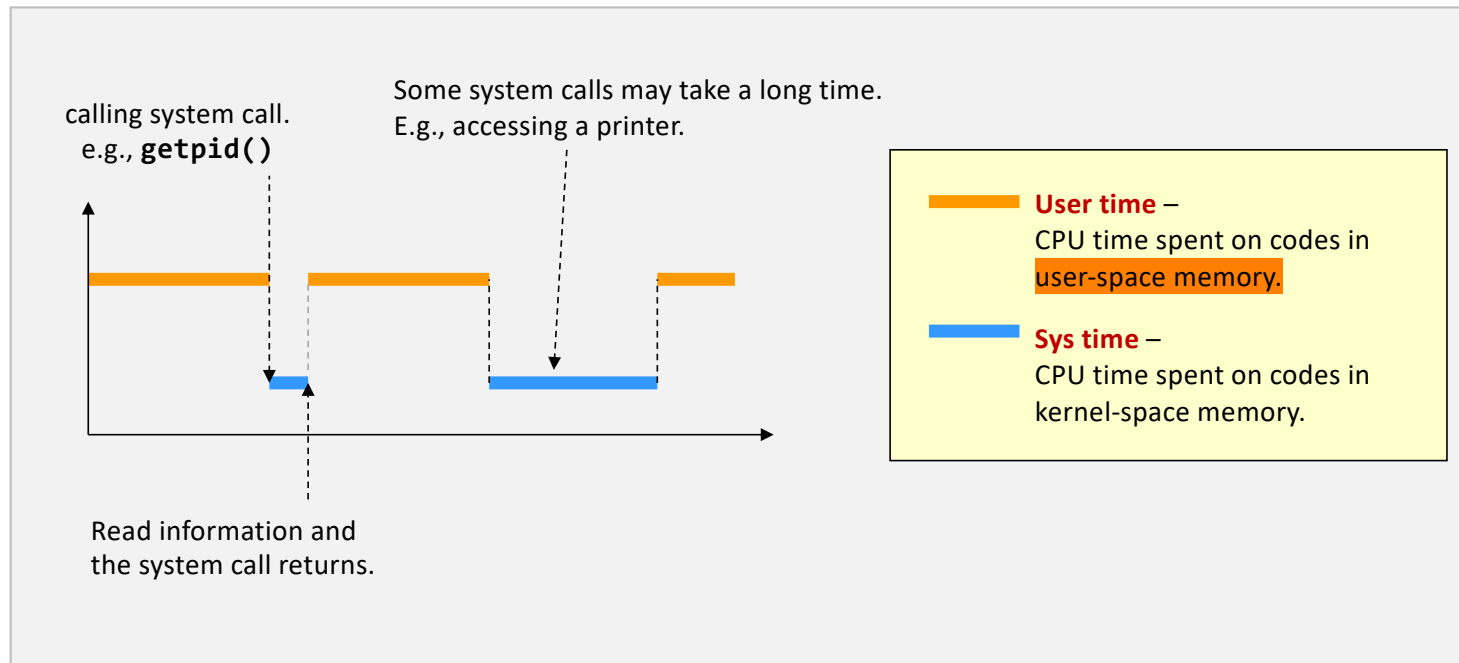 calling system call.
e.g., getpid()
Some system calls may take a long time.
E.g., accessing a printer.
Read information and
the system call returns.
User time –
CPU time spent on codes in
user-space memory.
Sys time –
CPU time spent on codes in
kernel-space memory.